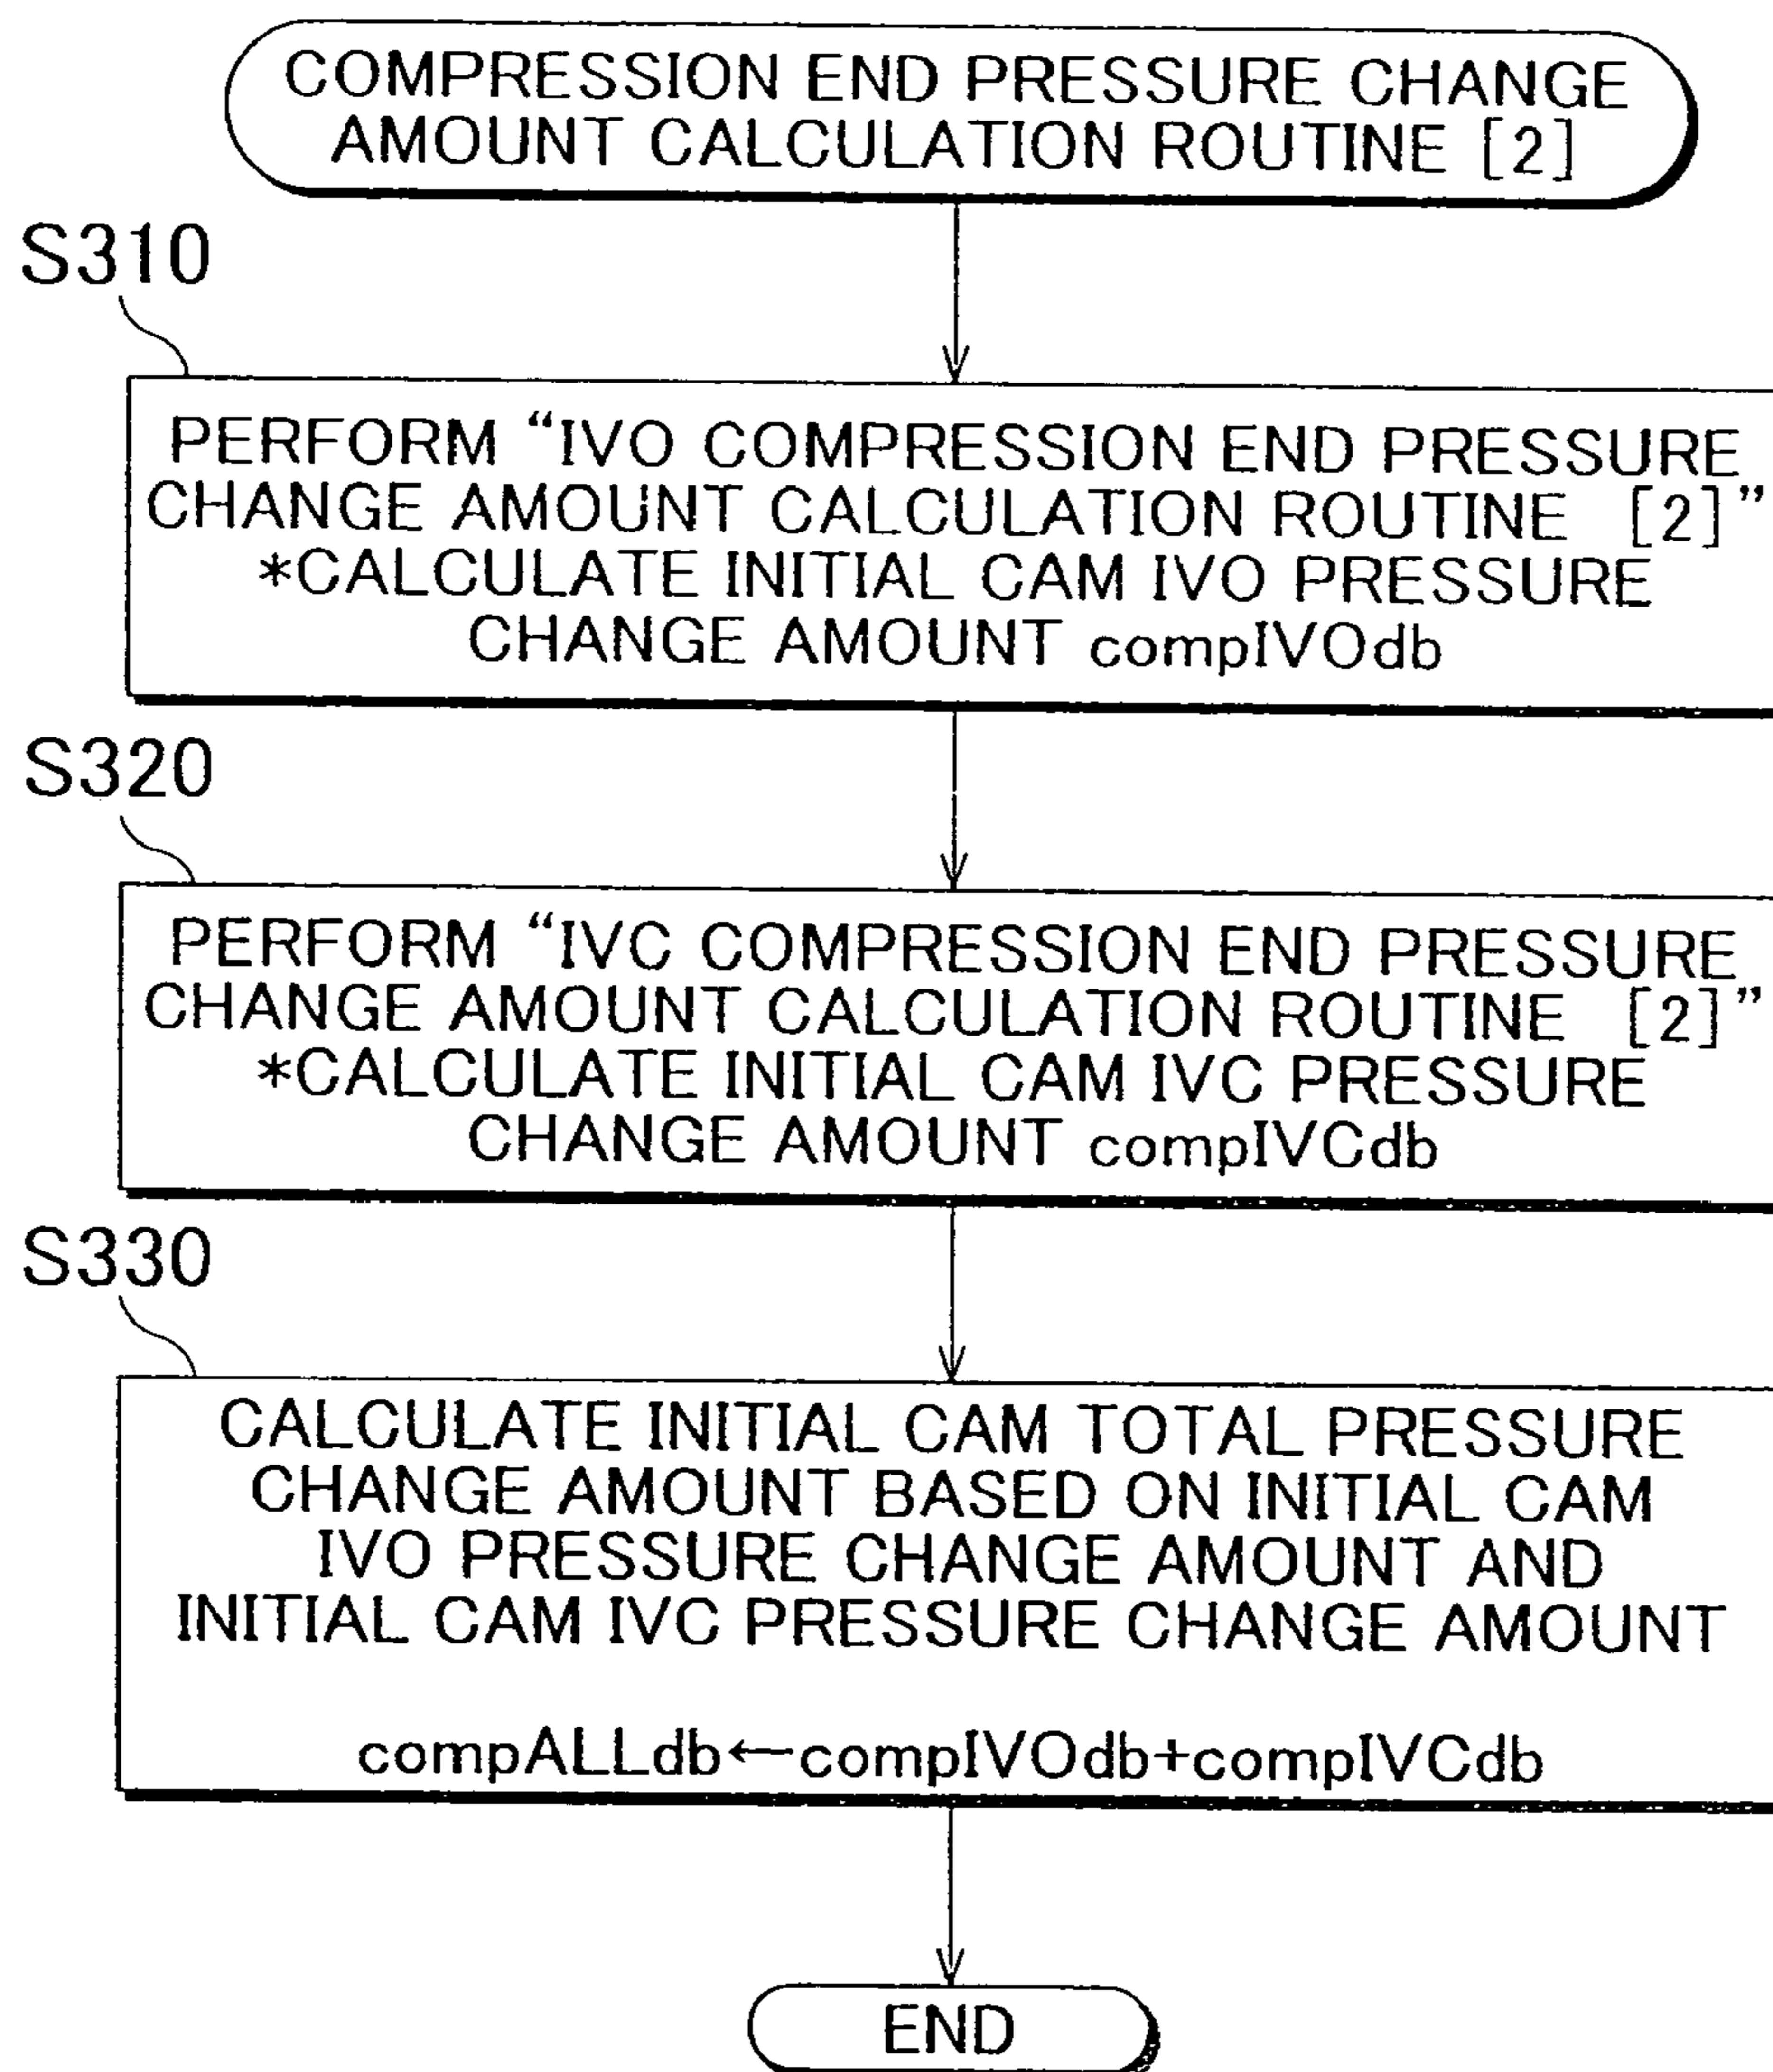 COMPRESSION END PRESSURE CHANGE
AMOUNT CALCULATION ROUTINE [2]
S310
PERFORM “IVO COMPRESSION END PRESSURE
CHANGE AMOUNT CALCULATION ROUTINE [2]”
*CALCULATE INITIAL CAM IVO PRESSURE
CHANGE AMOUNT compIVOdb
S320
PERFORM “IVC COMPRESSION END PRESSURE
CHANGE AMOUNT CALCULATION ROUTINE [2]”
*CALCULATE INITIAL CAM IVC PRESSURE
CHANGE AMOUNT compIVCdb
S330
CALCULATE INITIAL CAM TOTAL PRESSURE
CHANGE AMOUNT BASED ON INITIAL CAM
IVO PRESSURE CHANGE AMOUNT AND
INITIAL CAM IVC PRESSURE CHANGE AMOUNT
compALLdb←compIVOdb+compIVCdb
END